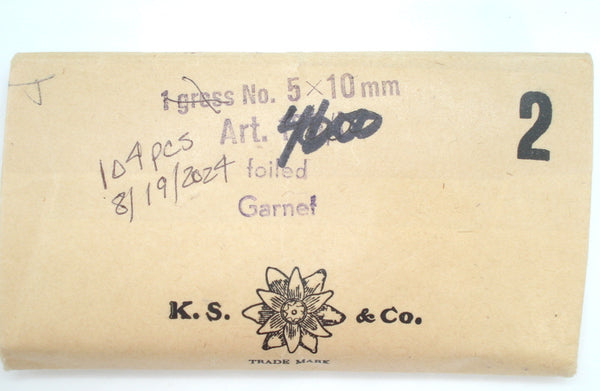 1 gross No. 5×10 mm
Art. 4600
foiled
Garnet
104 pcs
8/19/2024
2
K. S. & Co.
TRADE MARK